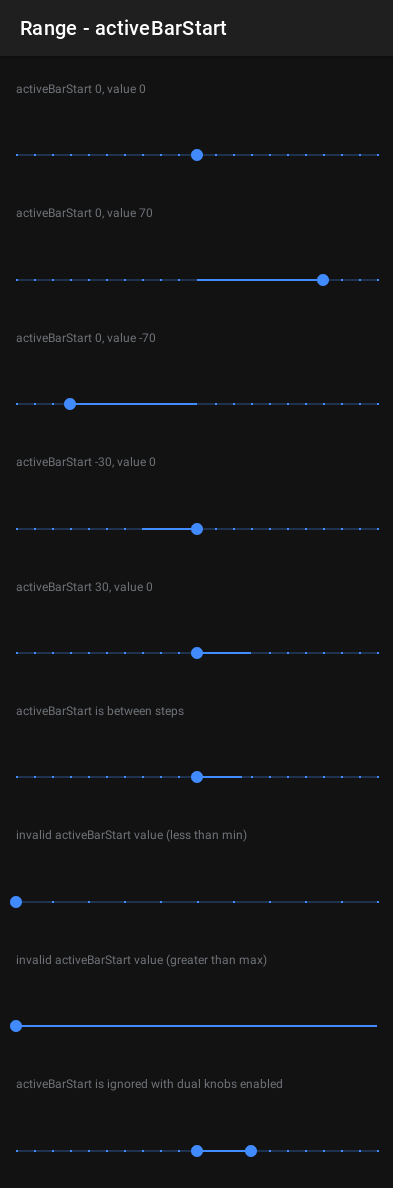 Range - activeBarStart
activeBarStart 0, value 0
activeBarStart 0, value 70
activeBarStart 0, value -70
activeBarStart -30, value 0
activeBarStart 30, value 0
activeBarStart is between steps
invalid activeBarStart value (less than min)
invalid activeBarStart value (greater than max)
activeBarStart is ignored with dual knobs enabled